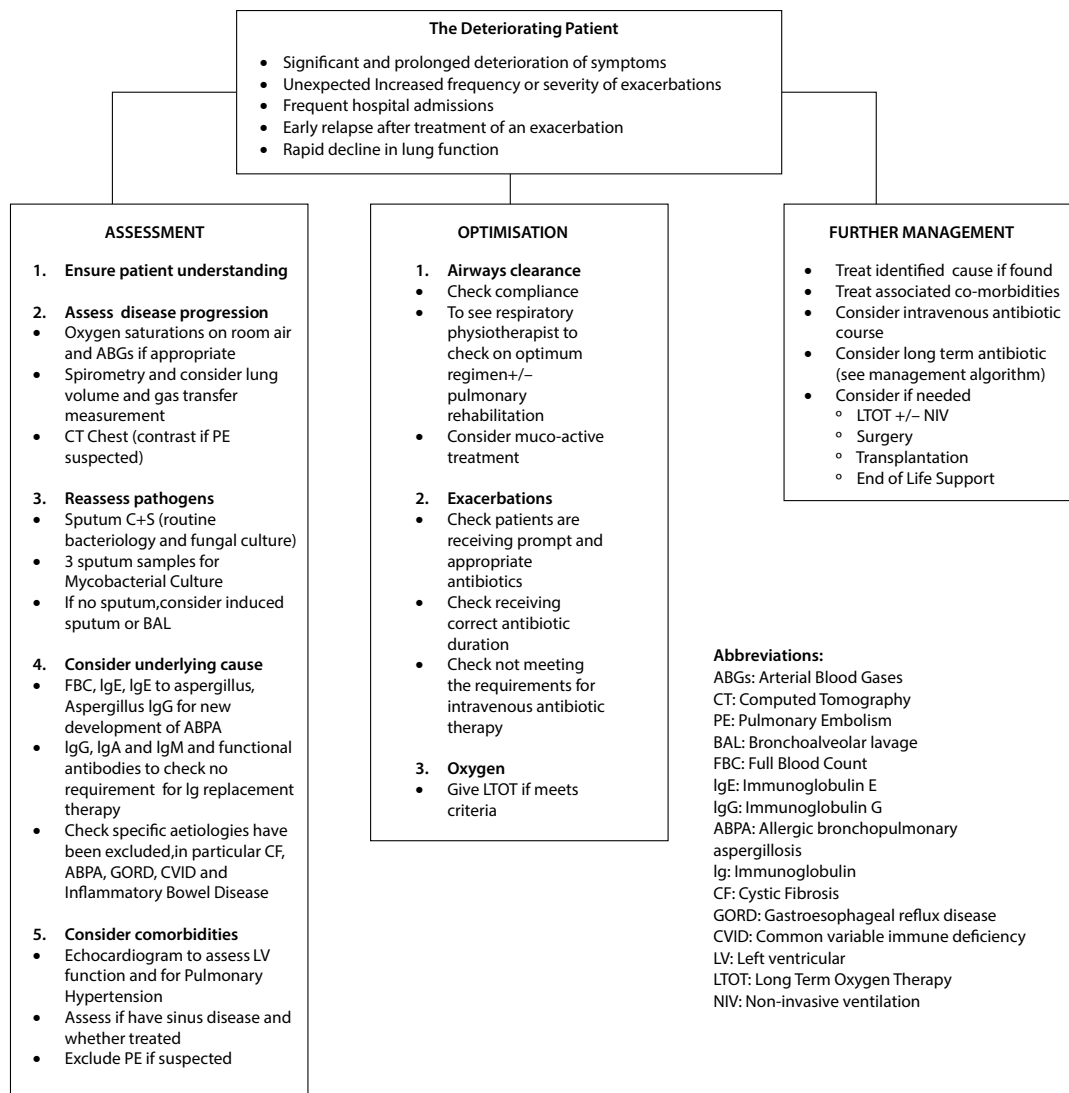 The Deteriorating Patient
• Significant and prolonged deterioration of symptoms
• Unexpected Increased frequency or severity of exacerbations
• Frequent hospital admissions
• Early relapse after treatment of an exacerbation
• Rapid decline in lung function
ASSESSMENT
1. Ensure patient understanding
2. Assess disease progression
• Oxygen saturations on room air
and ABGs if appropriate
• Spirometry and consider lung
volume and gas transfer
measurement
• CT Chest (contrast if PE
suspected)
3. Reassess pathogens
• Sputum C+S (routine
bacteriology and fungal culture)
• 3 sputum samples for
Mycobacterial Culture
• If no sputum,consider induced
sputum or BAL
4. Consider underlying cause
• FBC, IgE, IgE to aspergillus,
Aspergillus IgG for new
development of ABPA
• IgG, IgA and IgM and functional
antibodies to check no
requirement for Ig replacement
therapy
• Check specific aetiologies have
been excluded,in particular CF,
ABPA, GORD, CVID and
Inflammatory Bowel Disease
5. Consider comorbidities
• Echocardiogram to assess LV
function and for Pulmonary
Hypertension
• Assess if have sinus disease and
whether treated
• Exclude PE if suspected
OPTIMISATION
1. Airways clearance
• Check compliance
• To see respiratory
physiotherapist to
check on optimum
regimen+/–
pulmonary
rehabilitation
• Consider muco-active
treatment
2. Exacerbations
• Check patients are
receiving prompt and
appropriate
antibiotics
• Check receiving
correct antibiotic
duration
• Check not meeting
the requirements for
intravenous antibiotic
therapy
3. Oxygen
• Give LTOT if meets
criteria
FURTHER MANAGEMENT
• Treat identified cause if found
• Treat associated co-morbidities
• Consider intravenous antibiotic
course
• Consider long term antibiotic
(see management algorithm)
• Consider if needed
o LTOT +/– NIV
o Surgery
o Transplantation
o End of Life Support
Abbreviations:
ABGs: Arterial Blood Gases
CT: Computed Tomography
PE: Pulmonary Embolism
BAL: Bronchoalveolar lavage
FBC: Full Blood Count
IgE: Immunoglobulin E
IgG: Immunoglobulin G
ABPA: Allergic bronchopulmonary
aspergillosis
Ig: Immunoglobulin
CF: Cystic Fibrosis
GORD: Gastroesophageal reflux disease
CVID: Common variable immune deficiency
LV: Left ventricular
LTOT: Long Term Oxygen Therapy
NIV: Non-invasive ventilation